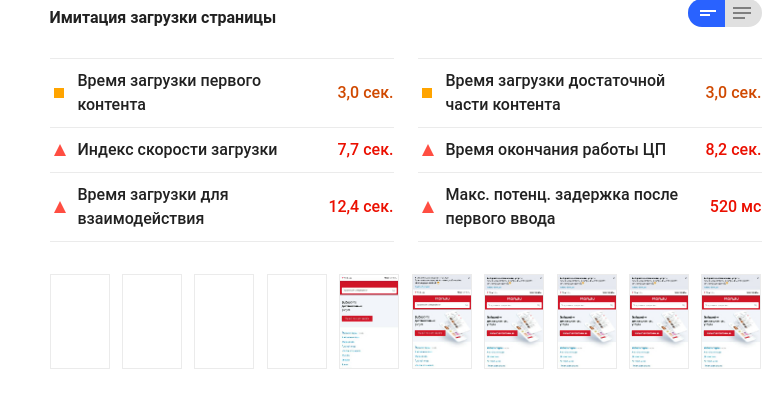 Имитация загрузки страницы
Время загрузки первого
контента
3,0 сек.
Время загрузки достаточной
части контента
3,0 сек.
Индекс скорости загрузки
7,7 сек.
Время окончания работы ЦП
8,2 сек.
Время загрузки для
взаимодействия
12,4 сек.
Макс. потенц. задержка после
первого ввода
520 мс